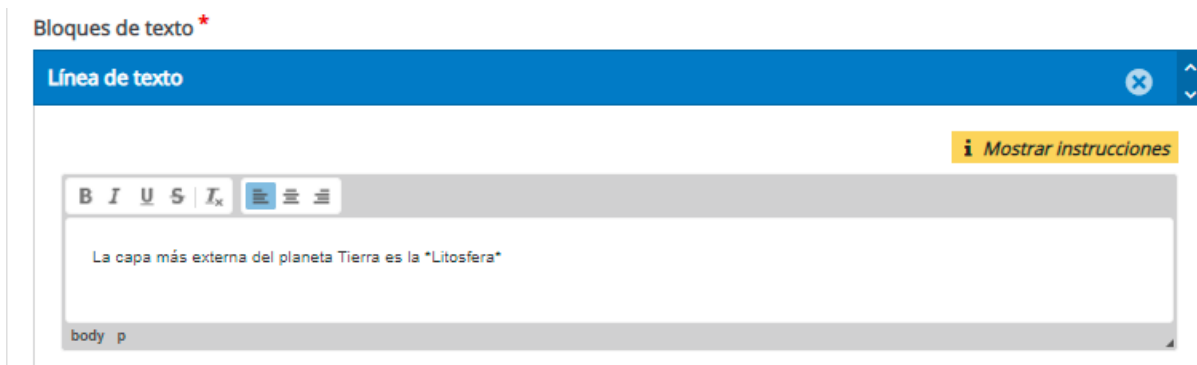 Bloques de texto *
Línea de texto
i Mostrar instrucciones
B I U S Tx
La capa más externa del planeta Tierra es la *Litosfera*
body p